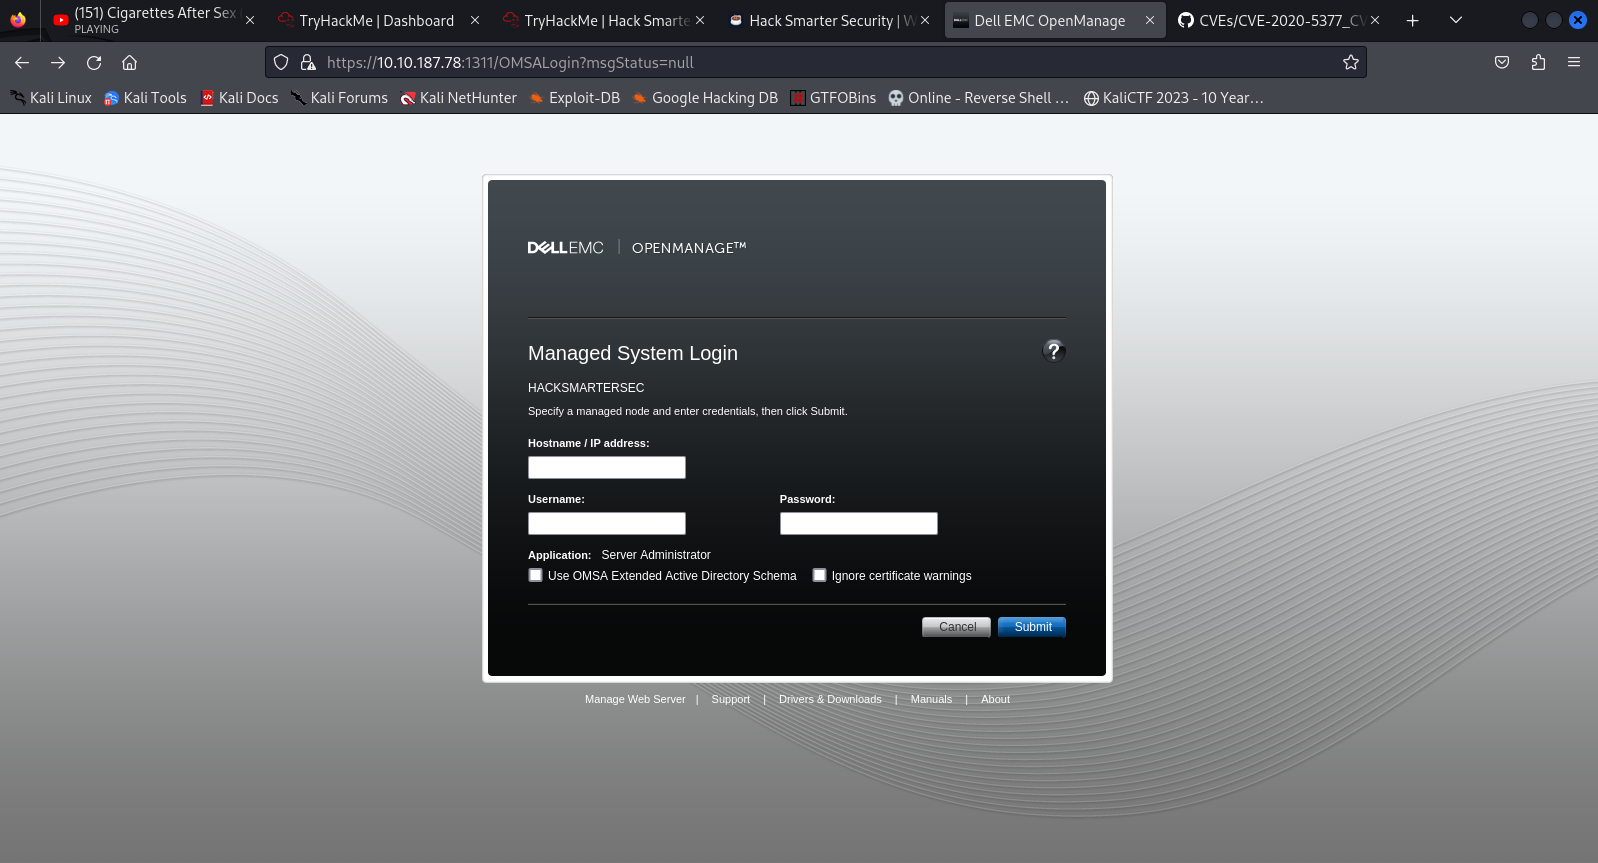 (151) Cigarettes After Sex
PLAYING
TryHackMe | Dashboard
TryHackMe | Hack Smarte
Hack Smarter Security | W
Dell EMC OpenManage
CVEs/CVE-2020-5377_CV
https://10.10.187.78:1311/OMSALogin?msgStatus=null
Kali Linux
Kali Tools
Kali Docs
Kali Forums
Kali NetHunter
Exploit-DB
Google Hacking DB
GTFOBins
Online - Reverse Shell ...
KaliCTF 2023 - 10 Year...
DELLEMC | OPENMANAGE™
Managed System Login
?
HACKSMARTERSEC
Specify a managed node and enter credentials, then click Submit.
Hostname / IP address:
Username: Password:
Application: Server Administrator
Use OMSA Extended Active Directory Schema Ignore certificate warnings
Cancel Submit
Manage Web Server | Support | Drivers & Downloads | Manuals | About